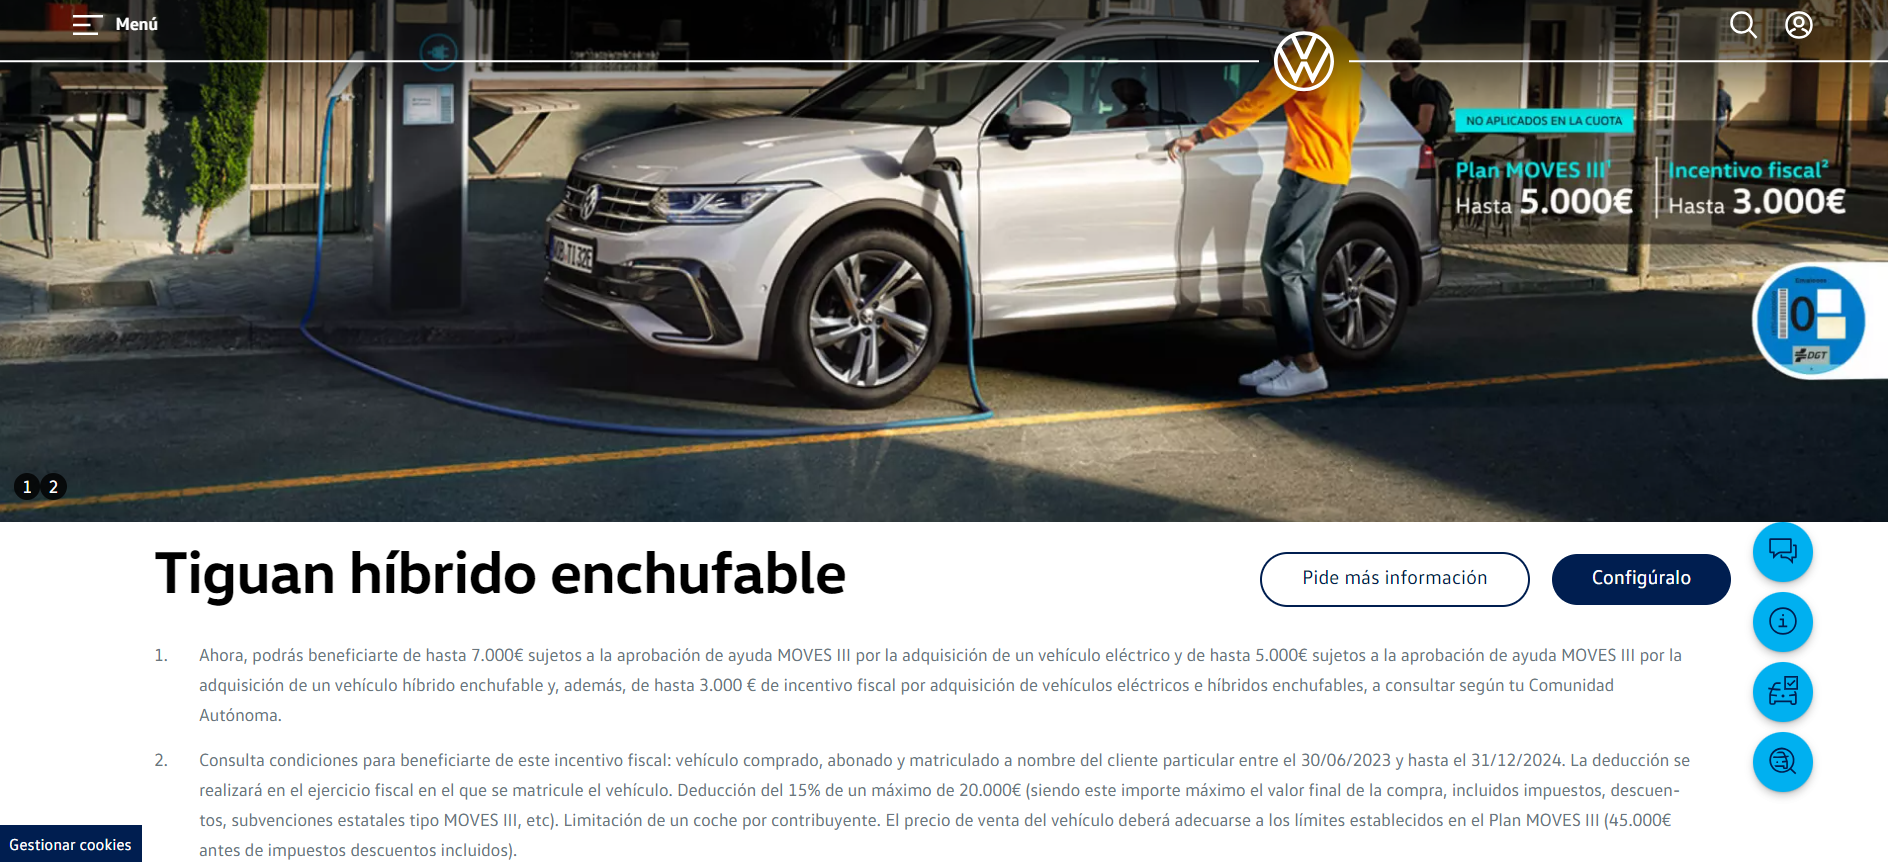 Menú
NO APLICADOS EN LA CUOTA
Plan MOVES III¹
Incentivo fiscal²
Hasta 5.000€
Hasta 3.000€
0
DGT
1 2
Tiguan híbrido enchufable
Pide más información
Configúralo
1. Ahora, podrás beneficiarte de hasta 7.000€ sujetos a la aprobación de ayuda MOVES III por la adquisición de un vehículo eléctrico y de hasta 5.000€ sujetos a la aprobación de ayuda MOVES III por la
adquisición de un vehículo híbrido enchufable y, además, de hasta 3.000 € de incentivo fiscal por adquisición de vehículos eléctricos e híbridos enchufables, a consultar según tu Comunidad
Autónoma.
2. Consulta condiciones para beneficiarte de este incentivo fiscal: vehículo comprado, abonado y matriculado a nombre del cliente particular entre el 30/06/2023 y hasta el 31/12/2024. La deducción se
realizará en el ejercicio fiscal en el que se matricule el vehículo. Deducción del 15% de un máximo de 20.000€ (siendo este importe máximo el valor final de la compra, incluidos impuestos, descuen-
tos, subvenciones estatales tipo MOVES III, etc). Limitación de un coche por contribuyente. El precio de venta del vehículo deberá adecuarse a los límites establecidos en el Plan MOVES III (45.000€
antes de impuestos descuentos incluidos).
Gestionar cookies